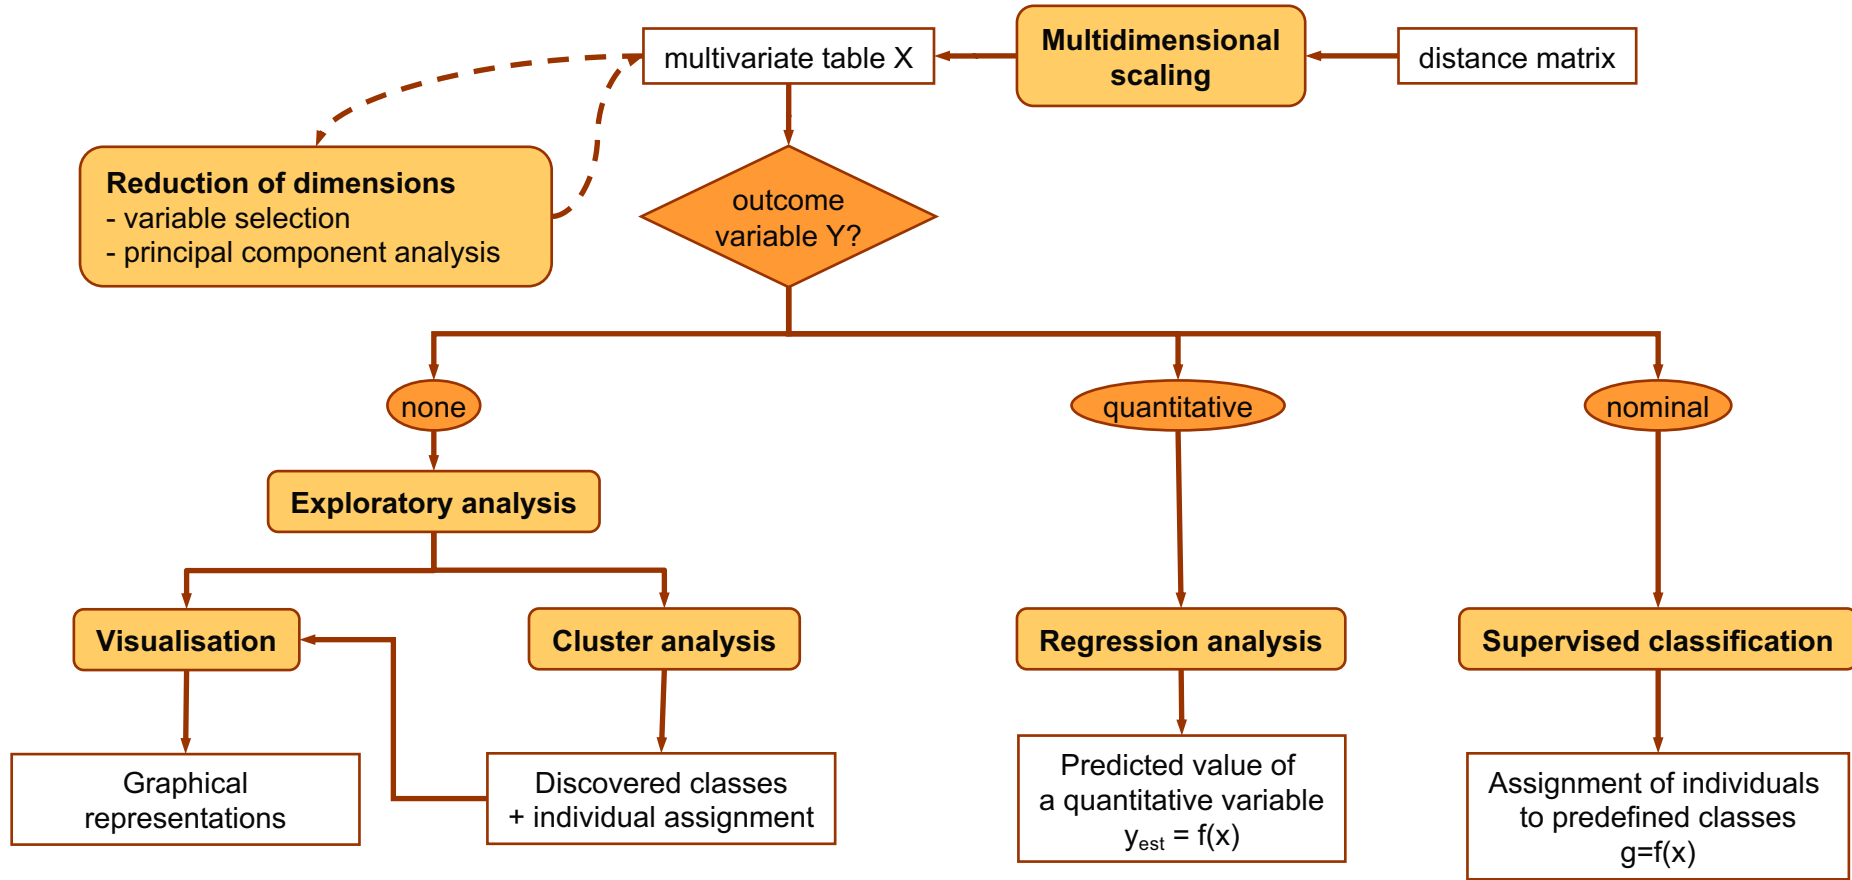 multivariate table X
Multidimensional
scaling
distance matrix
Reduction of dimensions
- variable selection
- principal component analysis
outcome
variable Y?
none
quantitative
nominal
Exploratory analysis
Visualisation
Cluster analysis
Regression analysis
Supervised classification
Graphical
representations
Discovered classes
+ individual assignment
Predicted value of
a quantitative variable
yest = f(x)
Assignment of individuals
to predefined classes
g=f(x)